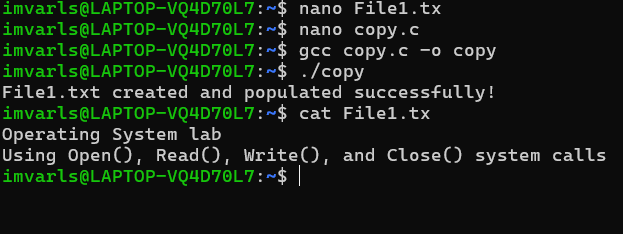 imvarls@LAPTOP-VQ4D70L7:~$ nano File1.tx
imvarls@LAPTOP-VQ4D70L7:~$ nano copy.c
imvarls@LAPTOP-VQ4D70L7:~$ gcc copy.c -o copy
imvarls@LAPTOP-VQ4D70L7:~$ ./copy
File1.txt created and populated successfully!
imvarls@LAPTOP-VQ4D70L7:~$ cat File1.tx
Operating System lab
Using Open(), Read(), Write(), and Close() system calls
imvarls@LAPTOP-VQ4D70L7:~$